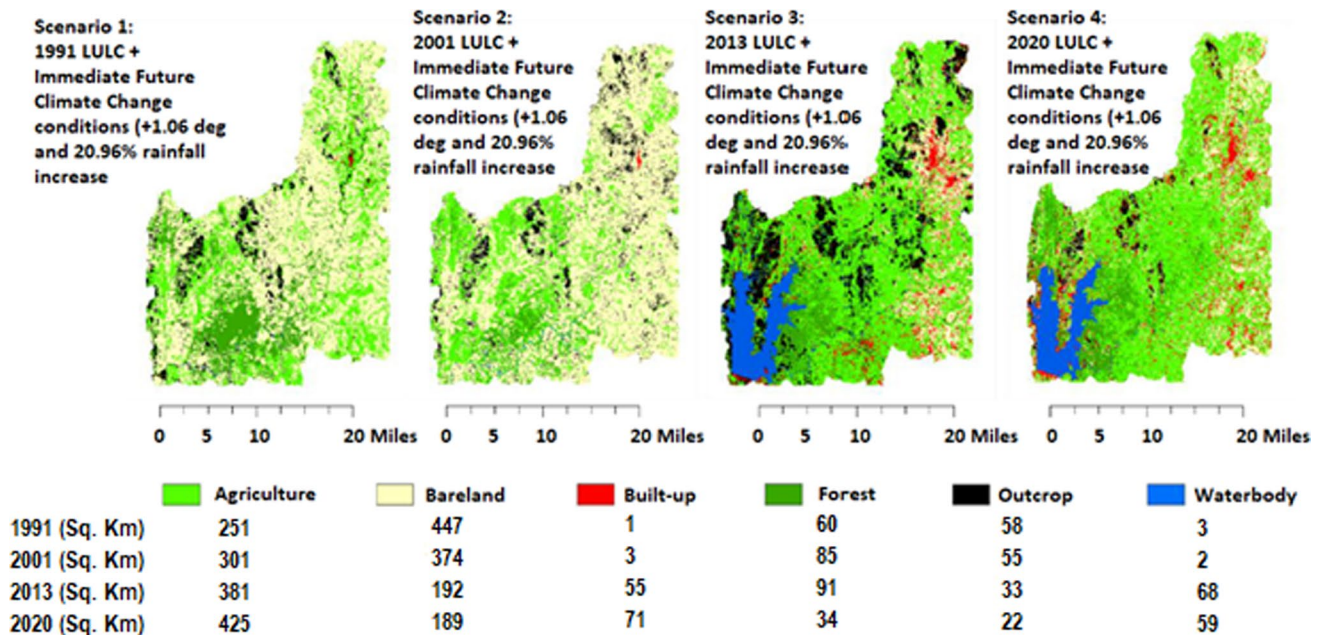 Scenario 1:
1991 LULC +
Immediate Future
Climate Change
conditions (+1.06 deg
and 20.96% rainfall
increase
Scenario 2:
2001 LULC +
Immediate Future
Climate Change
conditions (+1.06
deg and 20.96%
rainfall increase
Scenario 3:
2013 LULC +
Immediate Future
Climate Change
conditions (+1.06
deg and 20.96%
rainfall increase
Scenario 4:
2020 LULC +
Immediate Future
Climate Change
conditions (+1.06
deg and 20.96%
rainfall increase
0 5 10 20 Miles 0 5 10 20 Miles 0 5 10 20 Miles 0 5 10 20 Miles
Agriculture Bareland Built-up Forest Outcrop Waterbody
1991 (Sq. Km) 251 447 1 60 58 3
2001 (Sq. Km) 301 374 3 85 55 2
2013 (Sq. Km) 381 192 55 91 33 68
2020 (Sq. Km) 425 189 71 34 22 59